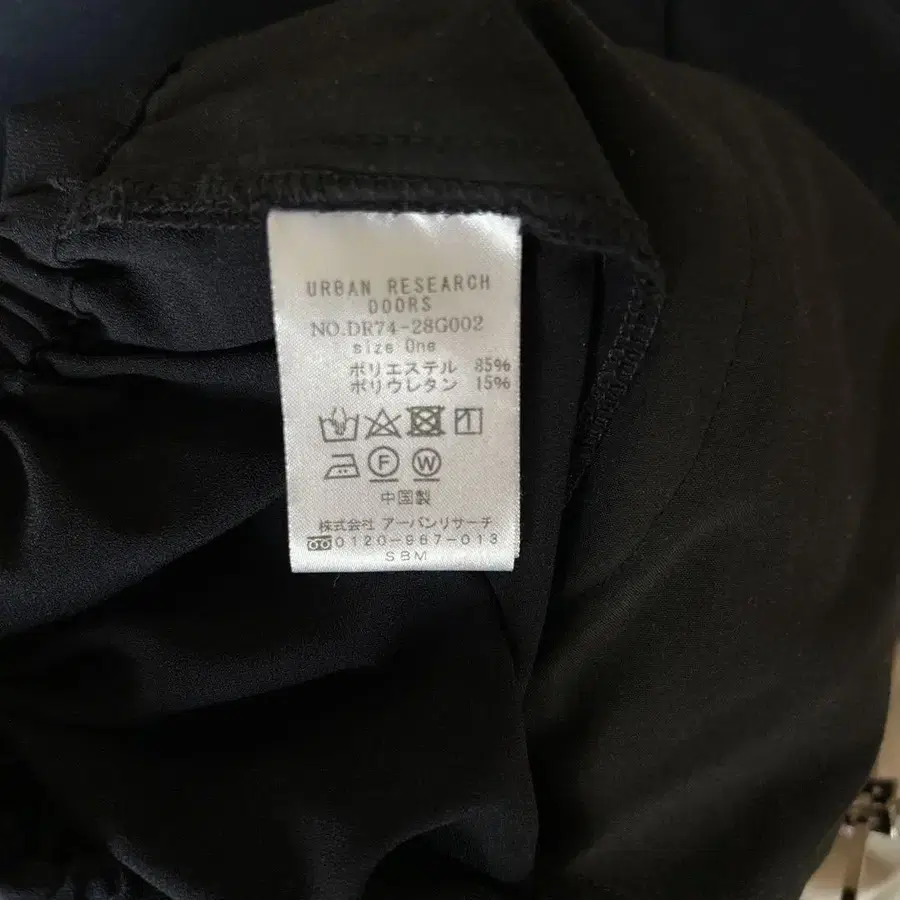 URBAN RESEARCH
DOORS
NO.DR74-28G002
size One
ポリエステル 85%
ポリウレタン 15%
F W
中国製
株式会社 アーバンリサーチ
0120-967-013
SBM